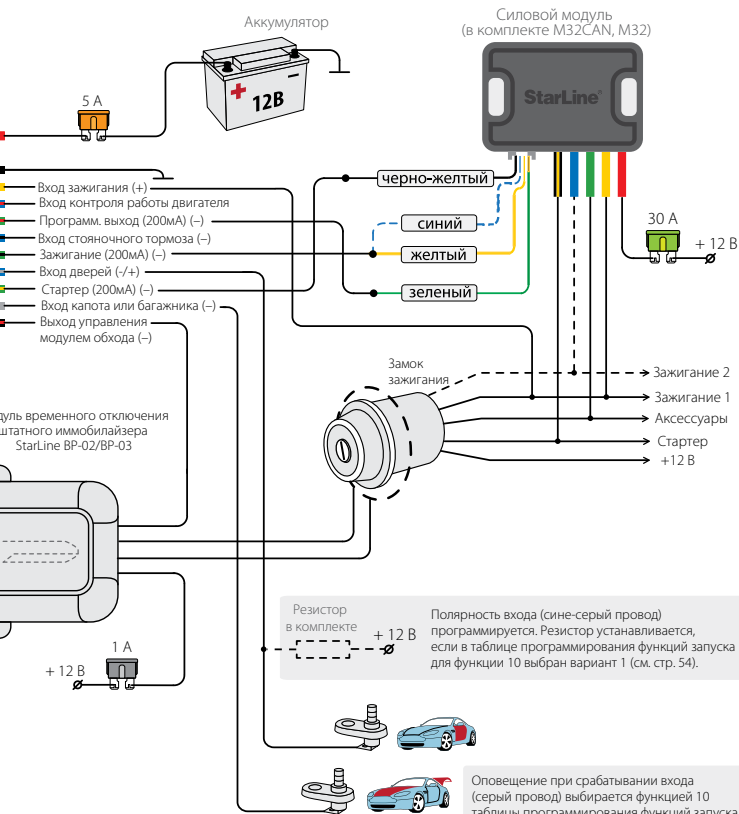 Аккумулятор
Силовой модуль
(в комплекте M32CAN, M32)
StarLine
5 А
12В
черно-желтый
Вход зажигания (+)
Вход контроля работы двигателя
Программ. выход (200мА) (–)
синий
30 А
+ 12 В
Вход стояночного тормоза (–)
Зажигание (200мА) (–)
желтый
Вход дверей (-/+)
Стартер (200мА) (–)
зеленый
Вход капота или багажника (–)
Выход управления
модулем обхода (–)
Замок
зажигания
Зажигание 2
Зажигание 1
Аксессуары
Стартер
+12 В
дуль временного отключения
штатного иммобилайзера
StarLine BP-02/BP-03
Резистор
в комплекте
+ 12 В
Полярность входа (сине-серый провод)
программируется. Резистор устанавливается,
если в таблице программирования функций запуска
для функции 10 выбран вариант 1 (см. стр. 54).
1 А
+ 12 В
Оповещение при срабатывании входа
(серый провод) выбирается функцией 10
таблицы программирования функций запуска